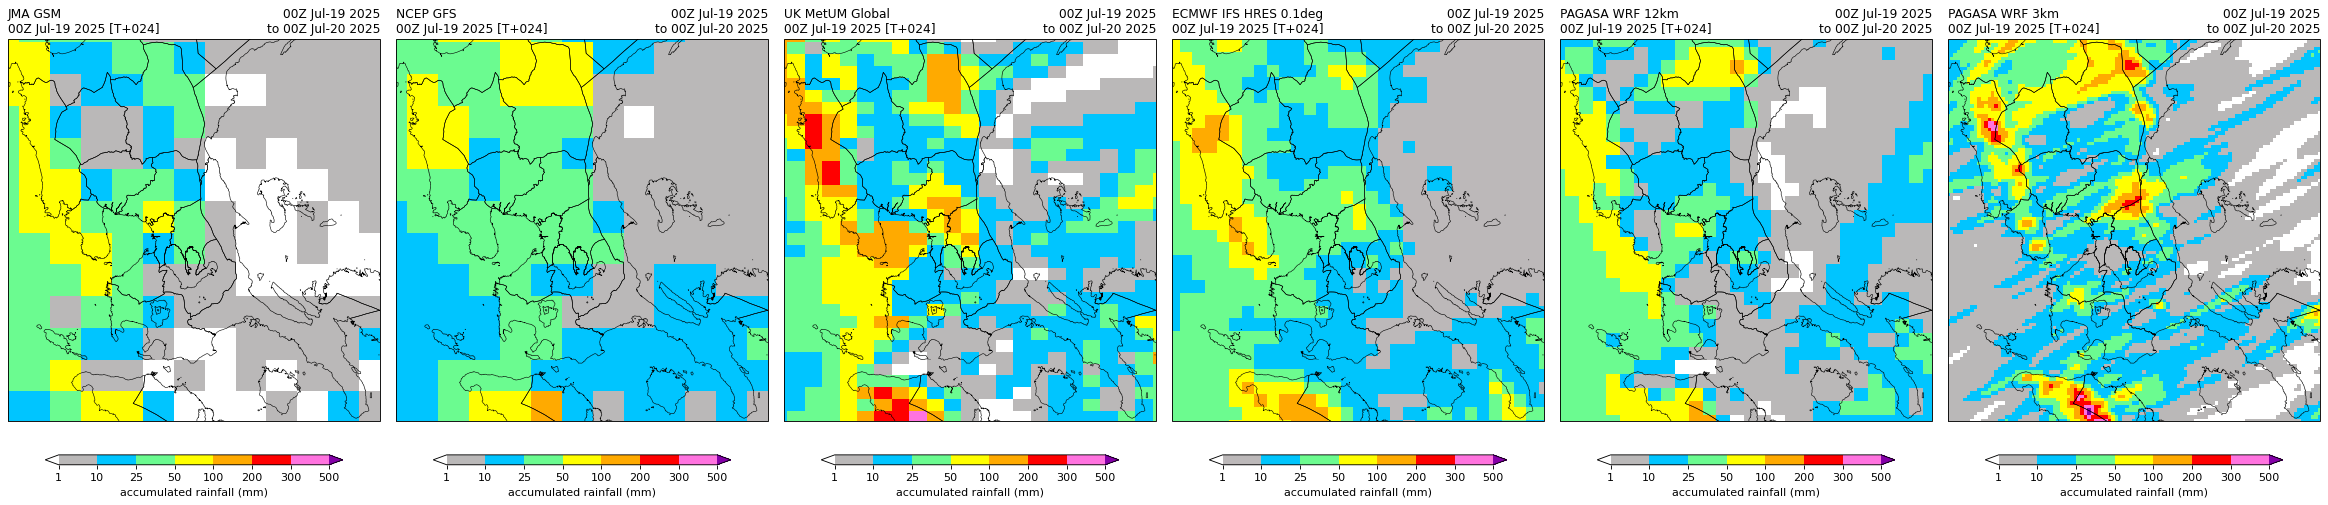 JMA GSM 00Z Jul-19 2025
00Z Jul-19 2025 [T+024] to 00Z Jul-20 2025
1 10 25 50 100 200 300 500
accumulated rainfall (mm)
NCEP GFS 00Z Jul-19 2025
00Z Jul-19 2025 [T+024] to 00Z Jul-20 2025
1 10 25 50 100 200 300 500
accumulated rainfall (mm)
UK MetUM Global 00Z Jul-19 2025
00Z Jul-19 2025 [T+024] to 00Z Jul-20 2025
1 10 25 50 100 200 300 500
accumulated rainfall (mm)
ECMWF IFS HRES 0.1deg 00Z Jul-19 2025
00Z Jul-19 2025 [T+024] to 00Z Jul-20 2025
1 10 25 50 100 200 300 500
accumulated rainfall (mm)
PAGASA WRF 12km 00Z Jul-19 2025
00Z Jul-19 2025 [T+024] to 00Z Jul-20 2025
1 10 25 50 100 200 300 500
accumulated rainfall (mm)
PAGASA WRF 3km 00Z Jul-19 2025
00Z Jul-19 2025 [T+024] to 00Z Jul-20 2025
1 10 25 50 100 200 300 500
accumulated rainfall (mm)